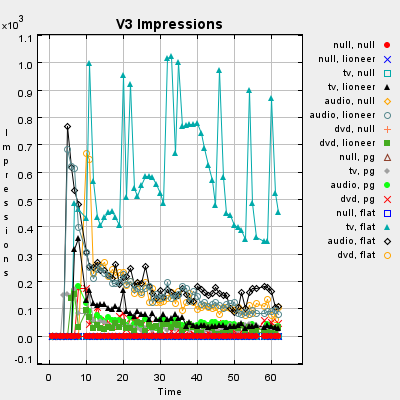 V3 Impressions
x10³
1.1
1.0
0.9
0.8
0.7
0.6
0.5
0.4
0.3
0.2
0.1
0.0
-0.1
Impressions
0 10 20 30 40 50 60
Time
null, null
null, lioneer
tv, null
tv, lioneer
audio, null
audio, lioneer
dvd, null
dvd, lioneer
null, pg
tv, pg
audio, pg
dvd, pg
null, flat
tv, flat
audio, flat
dvd, flat